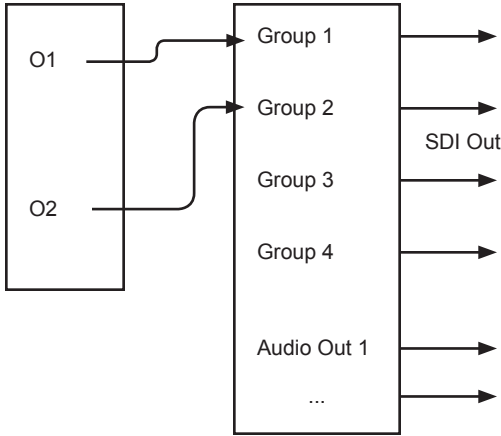 O1
O2
Group 1
Group 2
SDI Out
Group 3
Group 4
Audio Out 1
...